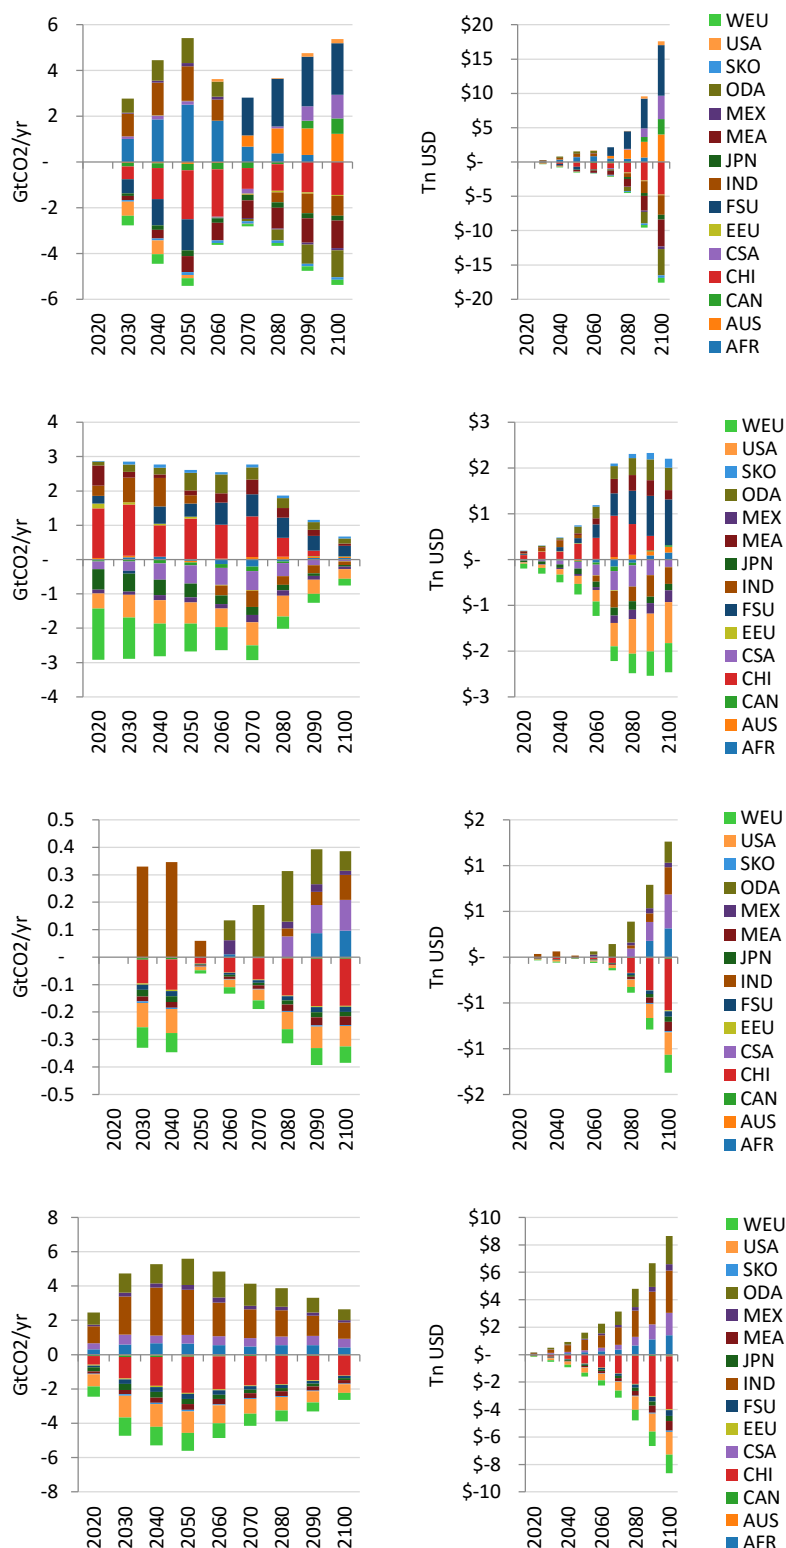 6
4
2
-
-2
-4
-6
GtCO2/yr
2020
2030
2040
2050
2060
2070
2080
2090
2100
$20
$15
$10
$5
$-
$-5
$-10
$-15
$-20
Tn USD
2020
2040
2060
2080
2100
WEU
USA
SKO
ODA
MEX
MEA
JPN
IND
FSU
EEU
CSA
CHI
CAN
AUS
AFR
4
3
2
1
-
-1
-2
-3
-4
GtCO2/yr
2020
2030
2040
2050
2060
2070
2080
2090
2100
$3
$2
$1
$-
$-1
$-2
$-3
Tn USD
2020
2040
2060
2080
2100
WEU
USA
SKO
ODA
MEX
MEA
JPN
IND
FSU
EEU
CSA
CHI
CAN
AUS
AFR
0.5
0.4
0.3
0.2
0.1
-
-0.1
-0.2
-0.3
-0.4
-0.5
GtCO2/yr
2020
2030
2040
2050
2060
2070
2080
2090
2100
$2
$1
$1
$-
-$1
-$1
-$2
Tn USD
2020
2040
2060
2080
2100
WEU
USA
SKO
ODA
MEX
MEA
JPN
IND
FSU
EEU
CSA
CHI
CAN
AUS
AFR
8
6
4
2
0
-2
-4
-6
-8
GtCO2/yr
2020
2030
2040
2050
2060
2070
2080
2090
2100
$10
$8
$6
$4
$2
$-
$-2
$-4
$-6
$-8
$-10
Tn USD
2020
2040
2060
2080
2100
WEU
USA
SKO
ODA
MEX
MEA
JPN
IND
FSU
EEU
CSA
CHI
CAN
AUS
AFR